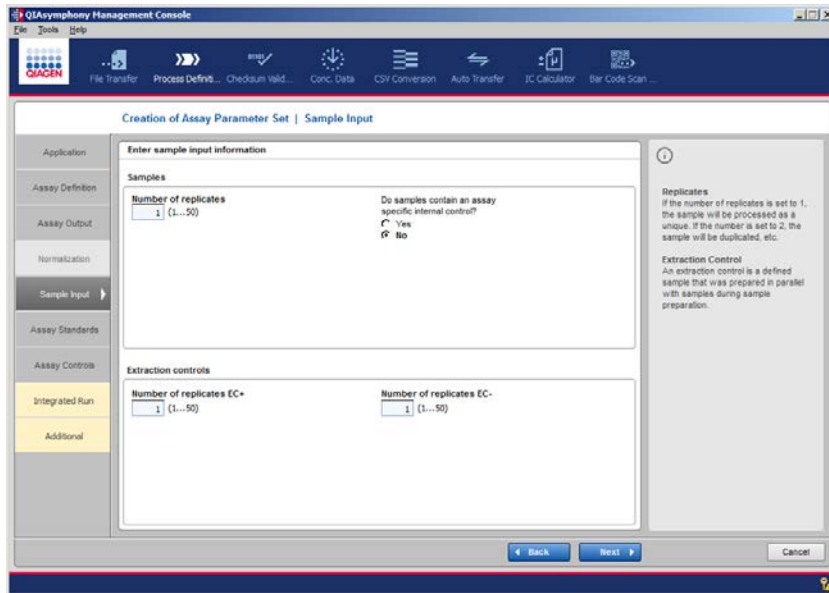 QIAsymphony Management Console
File Tools Help
QIAGEN
File Transfer
Process Definiti...
Checksum Valid...
Conc. Data
CSV Conversion
Auto Transfer
IC Calculator
Bar Code Scan ...
Creation of Assay Parameter Set | Sample Input
Application
Assay Definition
Assay Output
Normalization
Sample Input
Assay Standards
Assay Controls
Integrated Run
Additional
Enter sample input information
Samples
Number of replicates
1 (1...50)
Do samples contain an assay
specific internal control?
Yes
No
Extraction controls
Number of replicates EC+
1 (1...50)
Number of replicates EC-
1 (1...50)
Replicates
If the number of replicates is set to 1,
the sample will be processed as a
unique. If the number is set to 2, the
sample will be duplicated, etc.
Extraction Control
An extraction control is a defined
sample that was prepared in parallel
with samples during sample
preparation.
Back
Next
Cancel